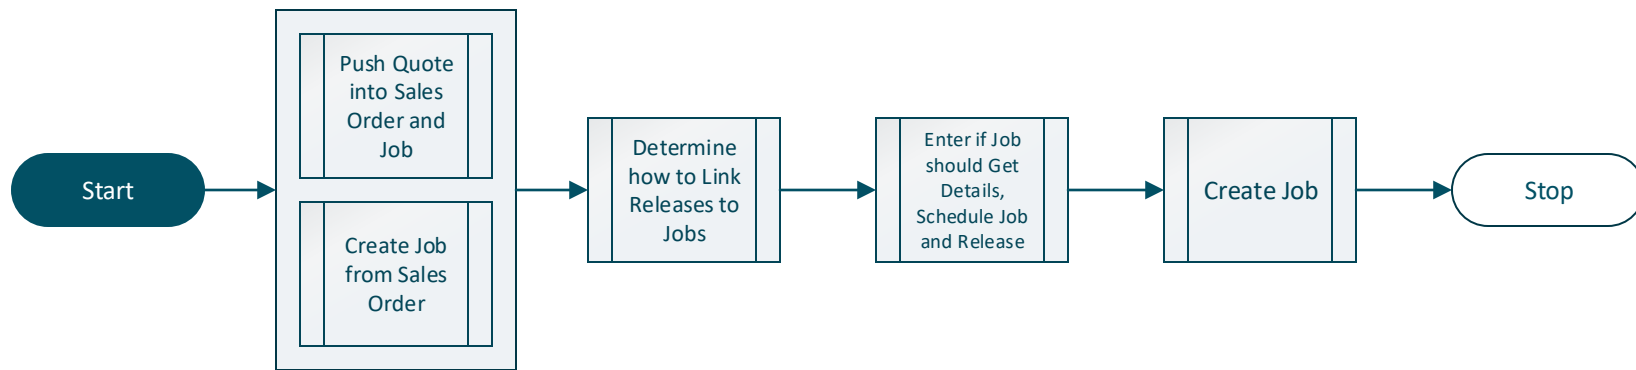 Start
Push Quote
into Sales
Order and
Job
Create Job
from Sales
Order
Determine
how to Link
Releases to
Jobs
Enter if Job
should Get
Details,
Schedule Job
and Release
Create Job
Stop